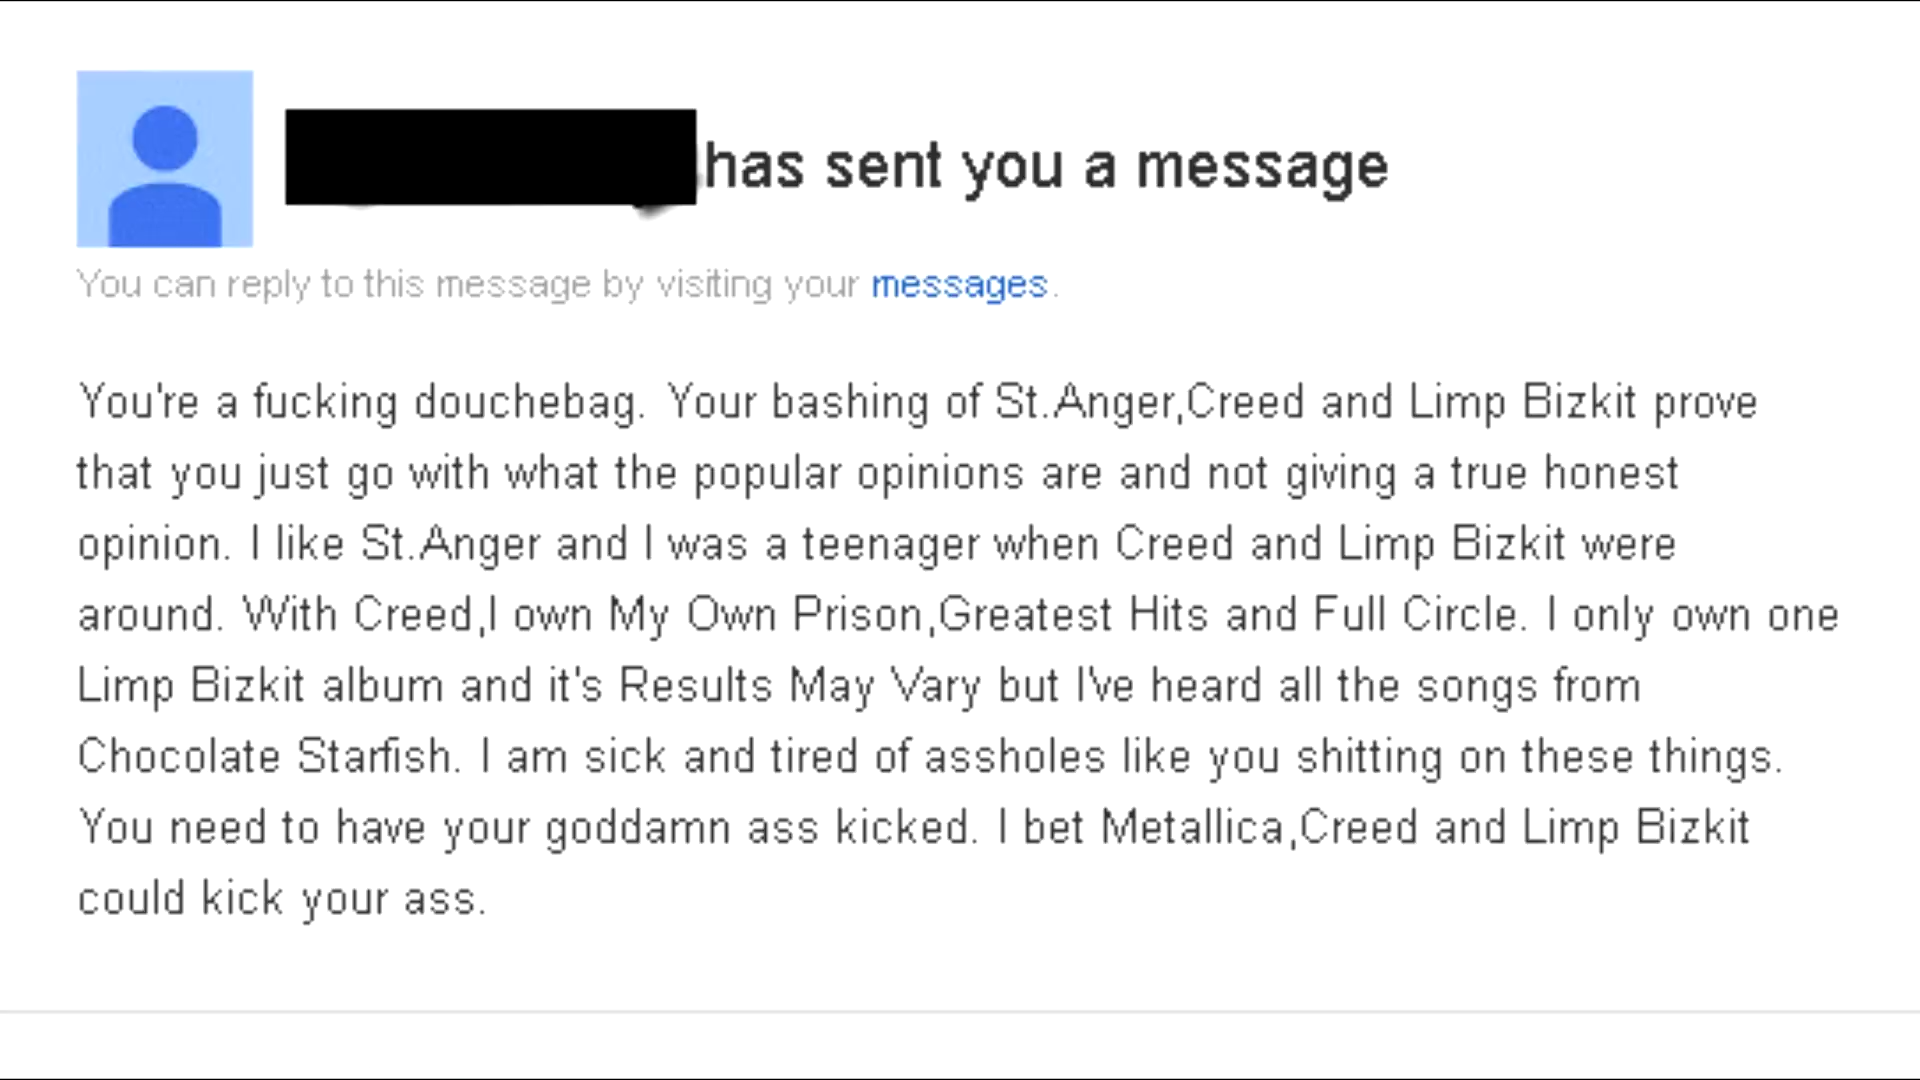 has sent you a message
You can reply to this message by visiting your messages.
You're a fucking douchebag. Your bashing of St.Anger,Creed and Limp Bizkit prove
that you just go with what the popular opinions are and not giving a true honest
opinion. I like St.Anger and I was a teenager when Creed and Limp Bizkit were
around. With Creed,I own My Own Prison,Greatest Hits and Full Circle. I only own one
Limp Bizkit album and it's Results May Vary but I've heard all the songs from
Chocolate Starfish. I am sick and tired of assholes like you shitting on these things.
You need to have your goddamn ass kicked. I bet Metallica,Creed and Limp Bizkit
could kick your ass.